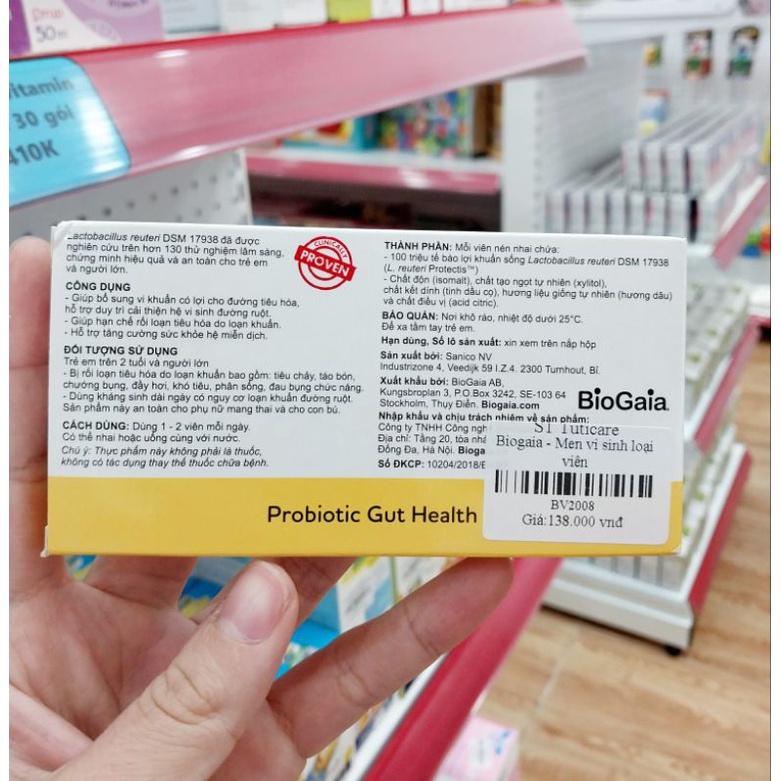 50m
vitamin
30 gói
410K
Lactobacillus reuteri DSM 17938 đã được
nghiên cứu trên hơn 130 thử nghiệm lâm sàng,
chứng minh hiệu quả và an toàn cho trẻ em
và người lớn.
CLINICALLY
PROVEN
CÔNG DỤNG
- Giúp bổ sung vi khuẩn có lợi cho đường tiêu hóa,
hỗ trợ duy trì cải thiện hệ vi sinh đường ruột.
- Giúp hạn chế rối loạn tiêu hóa do loạn khuẩn.
- Hỗ trợ tăng cường sức khỏe hệ miễn dịch.
ĐỐI TƯỢNG SỬ DỤNG
Trẻ em trên 2 tuổi và người lớn
- Bị rối loạn tiêu hóa do loạn khuẩn bao gồm: tiêu chảy, táo bón,
chướng bụng, đầy hơi, khó tiêu, phân sống, đau bụng chức năng.
- Dùng kháng sinh dài ngày có nguy cơ loạn khuẩn đường ruột.
Sản phẩm này an toàn cho phụ nữ mang thai và cho con bú.
CÁCH DÙNG: Dùng 1 - 2 viên mỗi ngày.
Có thể nhai hoặc uống cùng với nước.
Chú ý: Thực phẩm này không phải là thuốc,
không có tác dụng thay thế thuốc chữa bệnh.
THÀNH PHẦN: Mỗi viên nén nhai chứa:
- 100 triệu tế bào lợi khuẩn sống Lactobacillus reuteri DSM 17938
(L. reuteri Protectis™)
- Chất độn (isomalt), chất tạo ngọt tự nhiên (xylitol),
chất kết dính (tinh dầu cọ), hương liệu giống tự nhiên (hương dâu)
và chất điều vị (acid citric).
BẢO QUẢN: Nơi khô ráo, nhiệt độ dưới 25°C.
Để xa tầm tay trẻ em.
Hạn dùng, Số lô sản xuất: xin xem trên nắp hộp
Sản xuất bởi: Sanico NV
Industrizone 4, Veedijk 59 I.Z.4. 2300 Turnhout, Bỉ.
Xuất khẩu bởi: BioGaia AB,
Kungsbroplan 3, P.O.Box 3242, SE-103 64
Stockholm, Thụy Điển. Biogaia.com
BioGaia
Nhập khẩu và chịu trách nhiệm về sản phẩm:
Công ty TNHH Công ngh
Địa chỉ: Tầng 20, tòa nhà
Đống Đa, Hà Nội. Bioga
Số ĐKCP: 10204/2018/Đ
ST Tuticare
Biogaia - Men vi sinh loại
viên
BV2008
Giá:138.000 vnđ
Probiotic Gut Health